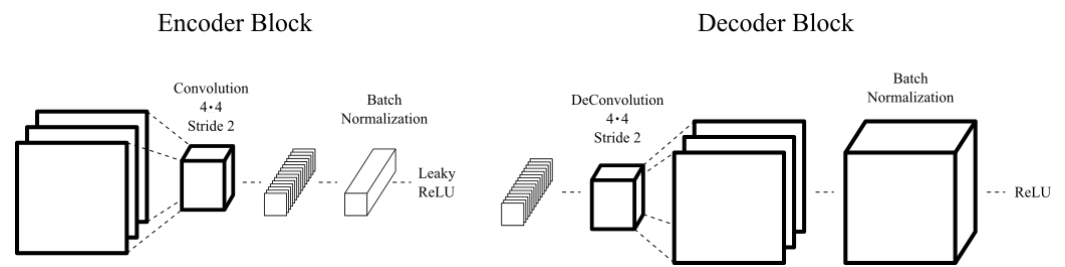 Encoder Block
Convolution
4·4
Stride 2
Batch
Normalization
Leaky
ReLU
Decoder Block
DeConvolution
4·4
Stride 2
Batch
Normalization
ReLU